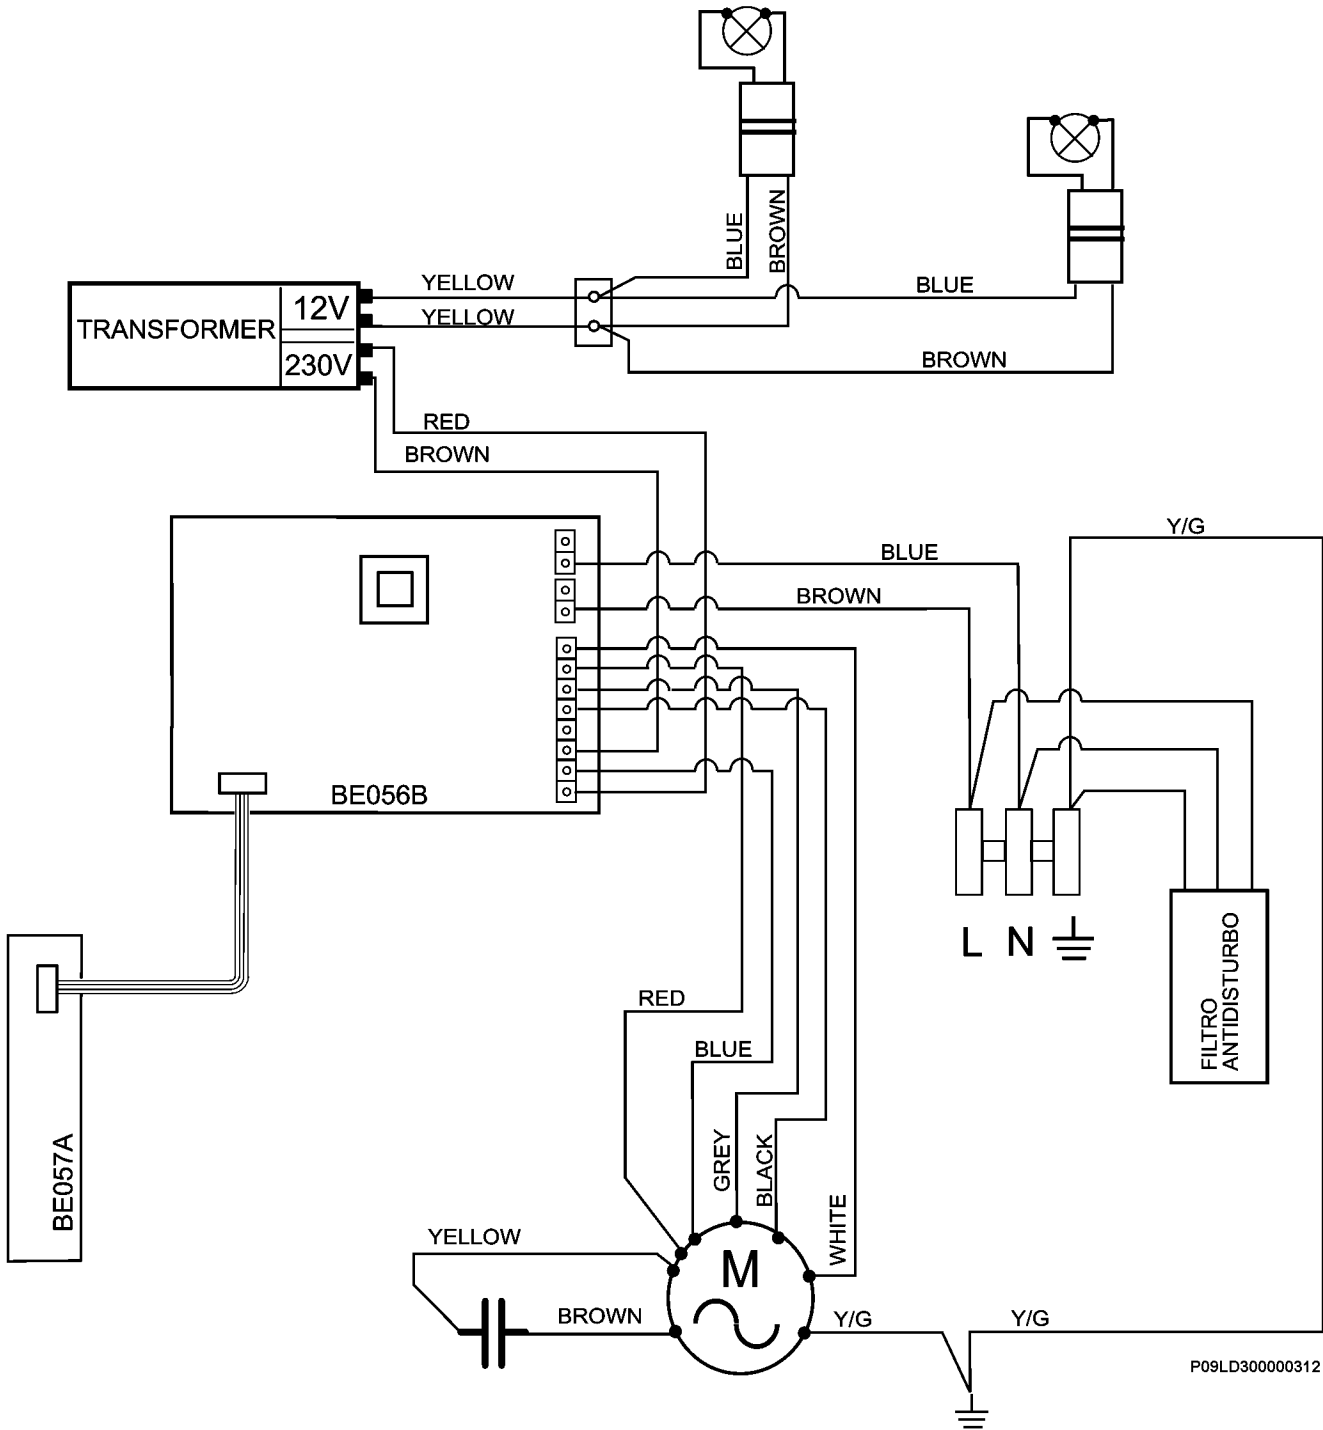 BLUE
BROWN
YELLOW
BLUE
12V
TRANSFORMER
YELLOW
230V
BROWN
RED
BROWN
Y/G
BLUE
BROWN
BE056B
L N
FILTRO
ANTIDISTURBO
RED
BLUE
BE057A
GREY
BLACK
WHITE
YELLOW
M
BROWN
Y/G
Y/G
P09LD300000312